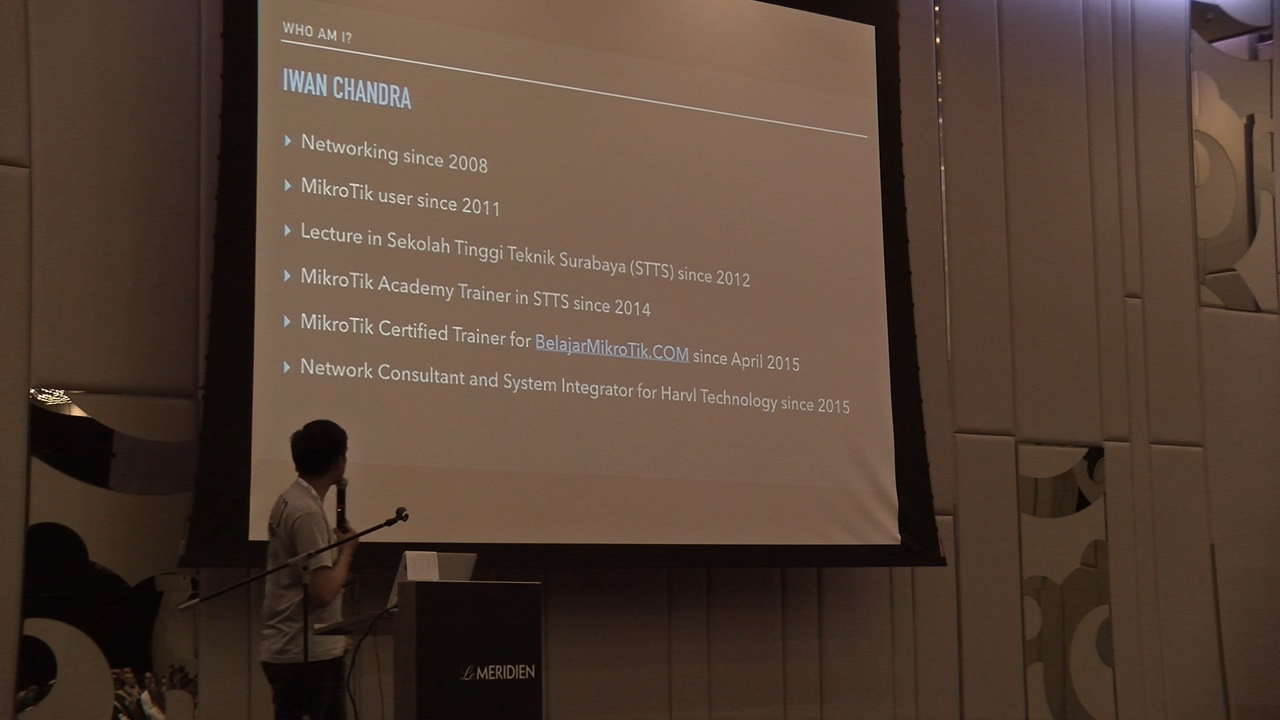 WHO AM I?
IWAN CHANDRA
Networking since 2008
MikroTik user since 2011
Lecture in Sekolah Tinggi Teknik Surabaya (STTS) since 2012
MikroTik Academy Trainer in STTS since 2014
MikroTik Certified Trainer for BelajarMikroTik.COM since April 2015
Network Consultant and System Integrator for Harvl Technology since 2015
Le MERIDIEN